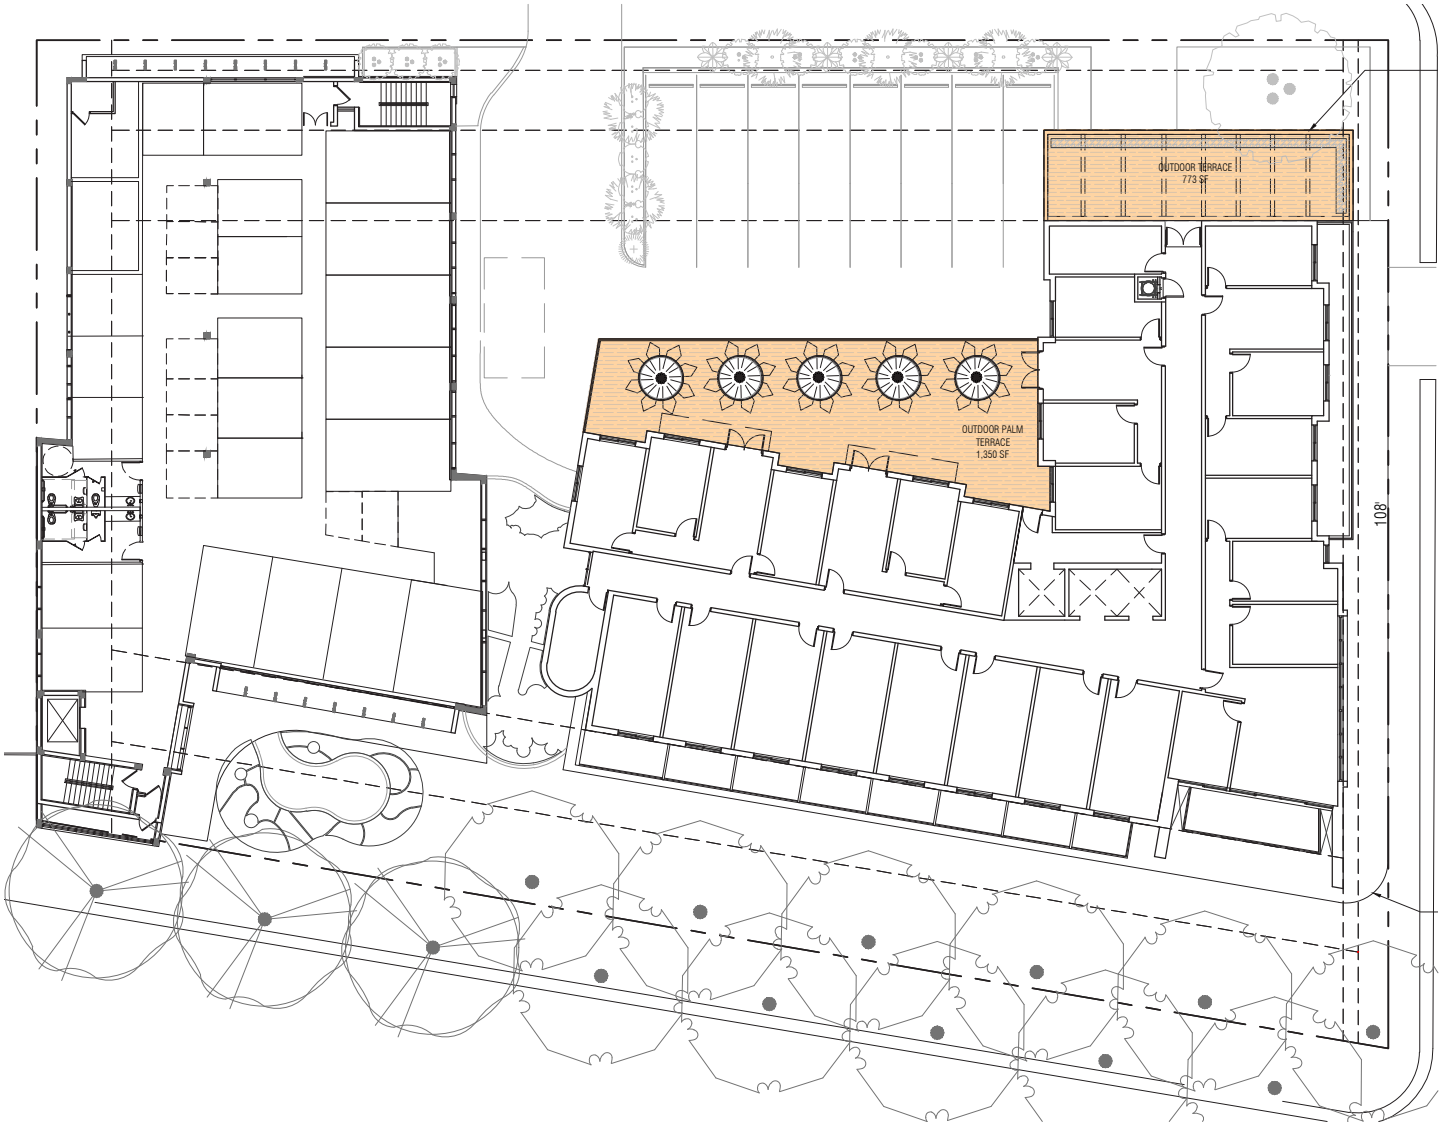 OUTDOOR TERRACE
773 SF
OUTDOOR PALM
TERRACE
1,350 SF
108'